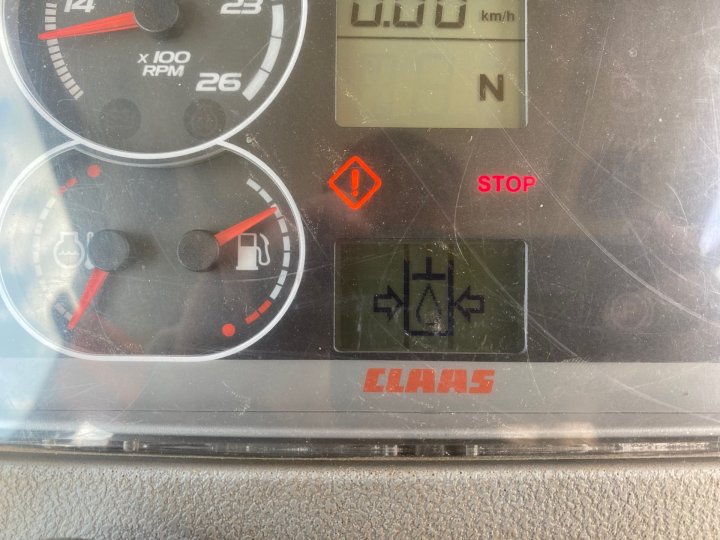 14
23
x100
RPM
26
0.00 km/h
N
STOP
CLAAS